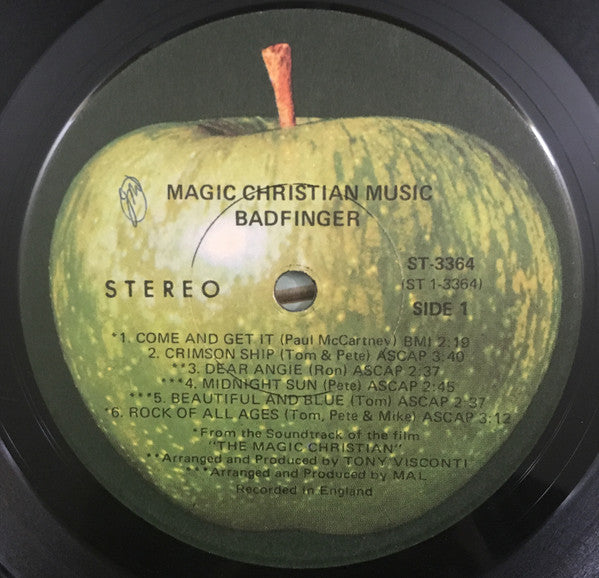 MAGIC CHRISTIAN MUSIC
BADFINGER
STEREO
ST-3364
(ST 1-3364)
SIDE 1
*1. COME AND GET IT (Paul McCartney) BMI 2:19
2. CRIMSON SHIP (Tom & Pete) ASCAP 3:40
**3. DEAR ANGIE (Ron) ASCAP 2:37
***4. MIDNIGHT SUN (Pete) ASCAP 2:45
***5. BEAUTIFUL AND BLUE (Tom) ASCAP 2:37
*6. ROCK OF ALL AGES (Tom, Pete & Mike) ASCAP 3:12
*From the Soundtrack of the film
"THE MAGIC CHRISTIAN"
**Arranged and Produced by TONY VISCONTI
***Arranged and Produced by MAL
Recorded in England